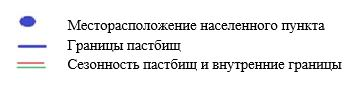 Месторасположение населенного пункта
Границы пастбищ
Сезонность пастбищ и внутренние границы